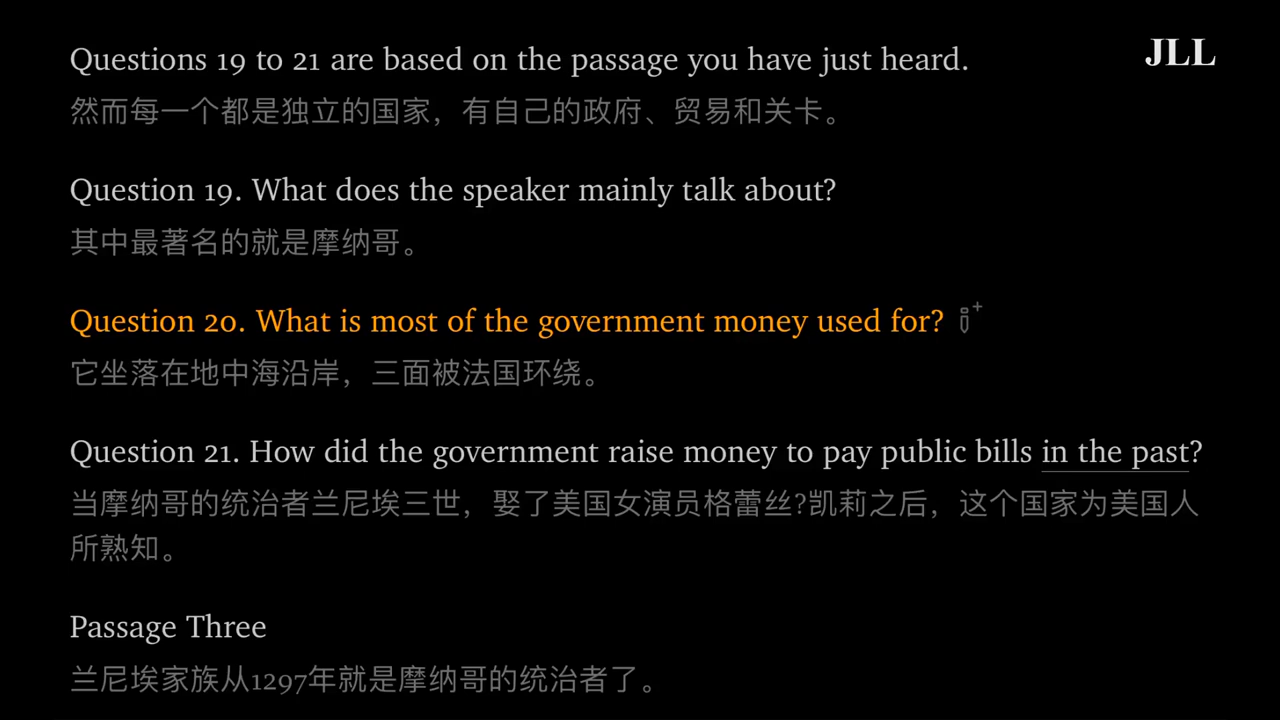 Questions 19 to 21 are based on the passage you have just heard.
JLL
然而每一个都是独立的国家，有自己的政府、贸易和关卡。
Question 19. What does the speaker mainly talk about?
其中最著名的就是摩纳哥。
Question 20. What is most of the government money used for?
它坐落在地中海沿岸，三面被法国环绕。
Question 21. How did the government raise money to pay public bills in the past?
当摩纳哥的统治者兰尼埃三世，娶了美国女演员格蕾丝?凯莉之后，这个国家为美国人
所熟知。
Passage Three
兰尼埃家族从1297年就是摩纳哥的统治者了。